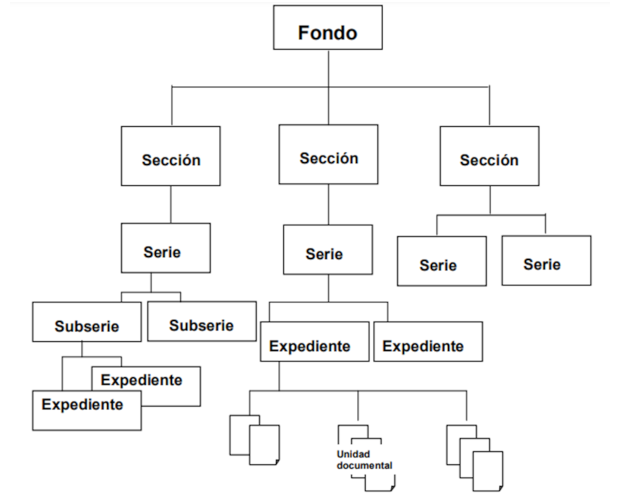 Fondo
Sección
Sección
Sección
Serie
Serie
Serie
Serie
Subserie
Subserie
Expediente
Expediente
Expediente
Expediente
Unidad
documental